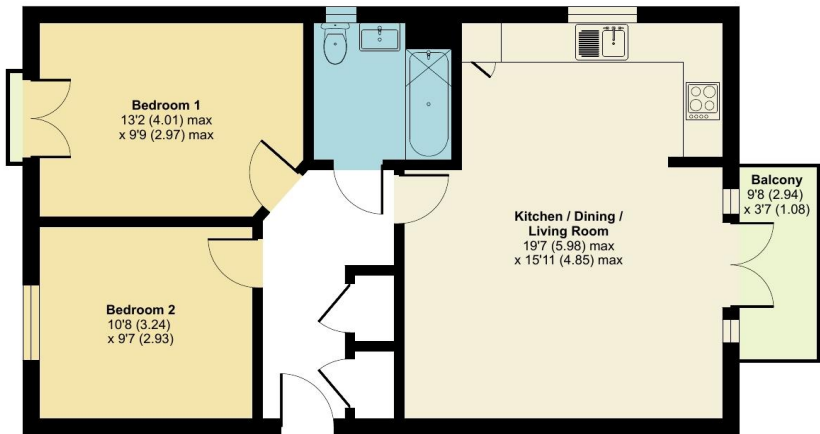 Bedroom 1
13'2 (4.01) max
x 9'9 (2.97) max
Balcony
9'8 (2.94)
x 3'7 (1.08)
Kitchen / Dining /
Living Room
19'7 (5.98) max
x 15'11 (4.85) max
Bedroom 2
10'8 (3.24)
x 9'7 (2.93)